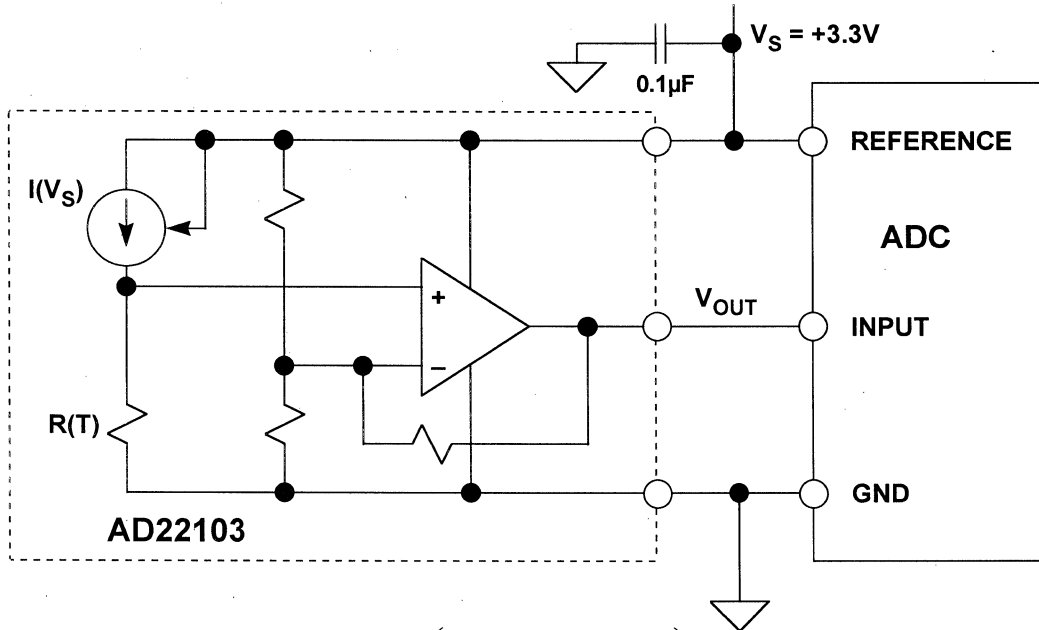 V_S = +3.3V
0.1µF
REFERENCE
I(V_S)
ADC
+
V_OUT
INPUT
−
R(T)
GND
AD22103